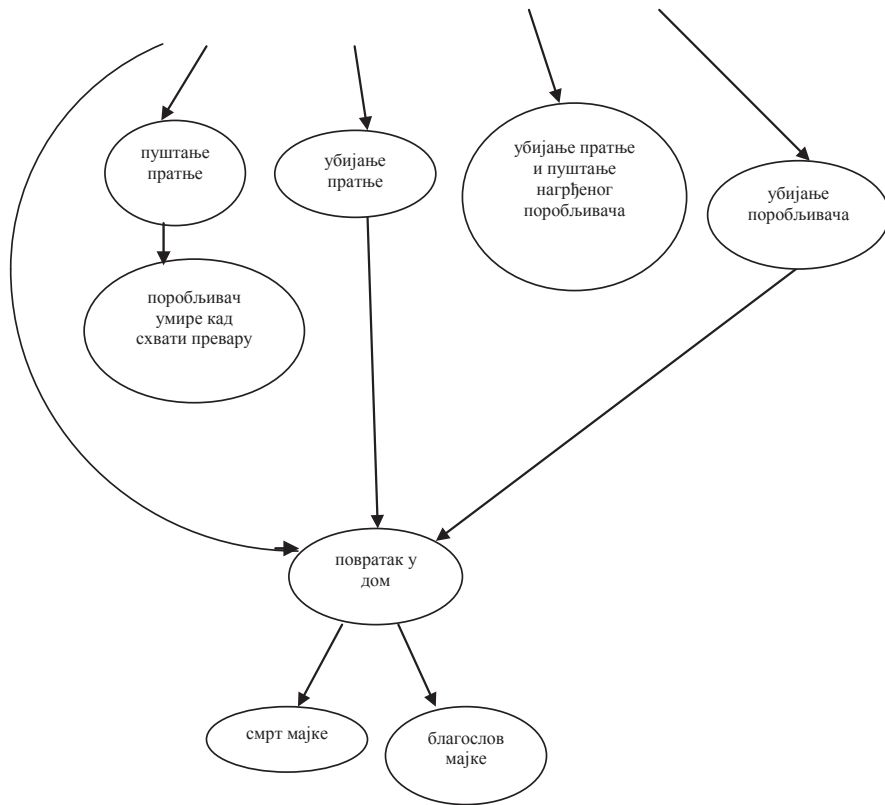 пуштање
пратње
убијање
пратње
убијање пратње
и пуштање
нагрђеног
поробљивача
убијање
поробљивача
поробљивач
умире кад
схвати превару
повратак у
дом
смрт мајке
благослов
мајке